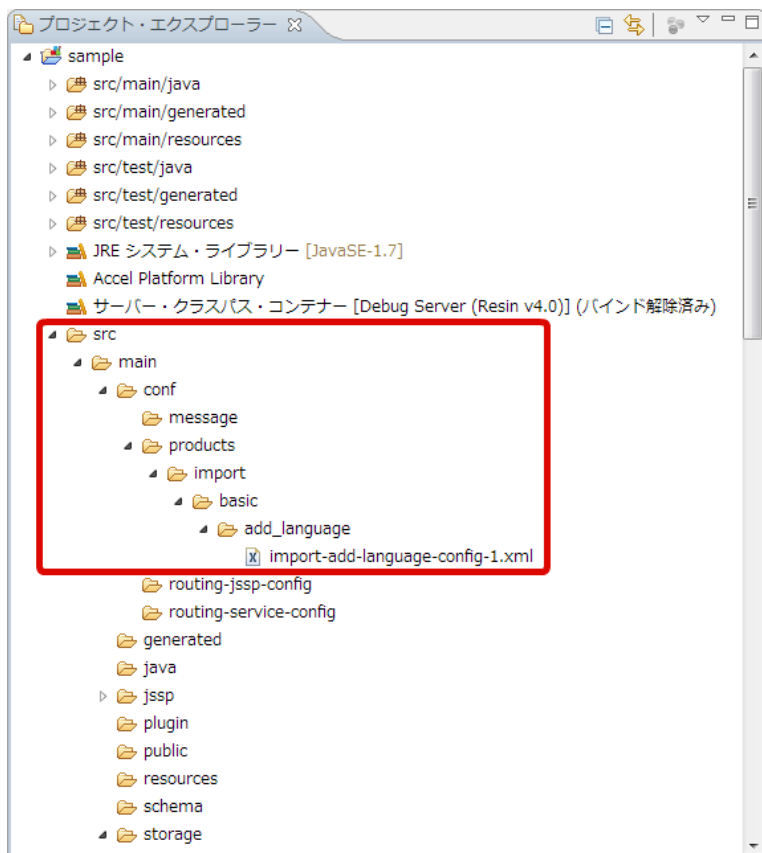 プロジェクト・エクスプローラー
sample
src/main/java
src/main/generated
src/main/resources
src/test/java
src/test/generated
src/test/resources
JRE システム・ライブラリー [JavaSE-1.7]
Accel Platform Library
サーバー・クラスパス・コンテナー [Debug Server (Resin v4.0)] (バインド解除済み)
src
main
conf
message
products
import
basic
add_language
import-add-language-config-1.xml
routing-jssp-config
routing-service-config
generated
java
jssp
plugin
public
resources
schema
storage